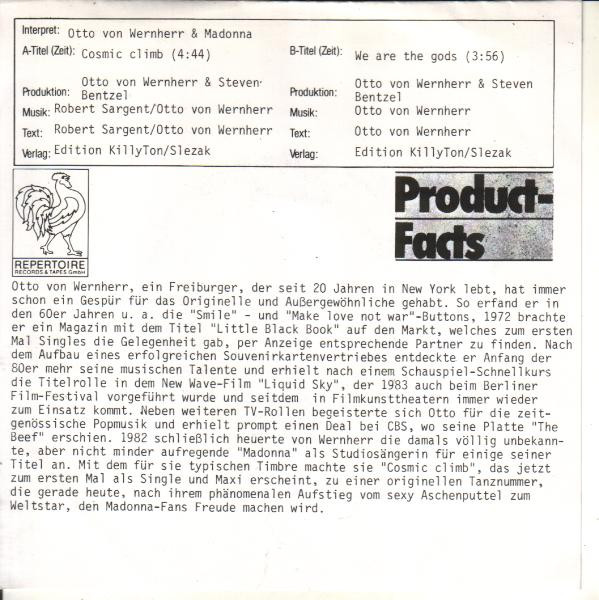 Interpret: Otto von Wernherr & Madonna
A-Titel (Zeit): Cosmic climb (4:44) B-Titel (Zeit): We are the gods (3:56)
Produktion: Otto von Wernherr & Steven Bentzel Produktion: Otto von Wernherr & Steven Bentzel
Musik: Robert Sargent/Otto von Wernherr Musik: Otto von Wernherr
Text: Robert Sargent/Otto von Wernherr Text: Otto von Wernherr
Verlag: Edition KillyTon/Slezak Verlag: Edition KillyTon/Slezak
Product-
Facts
REPERTOIRE
RECORDS & TAPES GmbH
Otto von Wernherr, ein Freiburger, der seit 20 Jahren in New York lebt, hat immer
schon ein Gespür für das Originelle und Außergewöhnliche gehabt. So erfand er in
den 60er Jahren u. a. die "Smile" - und "Make love not war"-Buttons, 1972 brachte
er ein Magazin mit dem Titel "Little Black Book" auf den Markt, welches zum ersten
Mal Singles die Gelegenheit gab, per Anzeige entsprechende Partner zu finden. Nach
dem Aufbau eines erfolgreichen Souvenirkartenvertriebes entdeckte er Anfang der
80er mehr seine musischen Talente und erhielt nach einem Schauspiel-Schnellkurs
die Titelrolle in dem New Wave-Film "Liquid Sky", der 1983 auch beim Berliner
Film-Festival vorgeführt wurde und seitdem in Filmkunsttheatern immer wieder
zum Einsatz kommt. Neben weiteren TV-Rollen begeisterte sich Otto für die zeit-
genössische Popmusik und erhielt prompt einen Deal bei CBS, wo seine Platte "The
Beef" erschien. 1982 schließlich heuerte von Wernherr die damals völlig unbekann-
te, aber nicht minder aufregende "Madonna" als Studiosängerin für einige seiner
Titel an. Mit dem für sie typischen Timbre machte sie "Cosmic climb", das jetzt
zum ersten Mal als Single und Maxi erscheint, zu einer originellen Tanznummer,
die gerade heute, nach ihrem phänomenalen Aufstieg vom sexy Aschenputtel zum
Weltstar, den Madonna-Fans Freude machen wird.